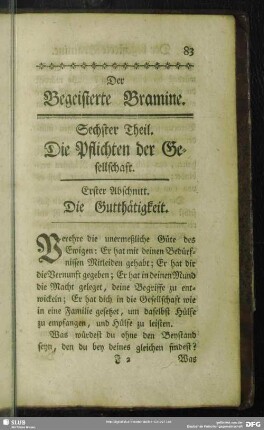 83
Der
Begeisterte Bramine.
Sechster Theil.
Die Pflichten der Ge-
sellschaft.
Erster Abschnitt.
Die Gutthätigkeit.
Verehre die unermeßliche Güte des
Ewigen: Er hat mit deinen Bedürf-
nissen Mitleiden gehabt; Er hat dir
die Vernunft gegeben; Er hat in deinen Mund
die Macht geleget, deine Begriffe zu ent-
wickeln; Er hat dich in die Gesellschaft wie
in eine Familie gesetzet, um daselbst Hülfe
zu empfangen, und Hülfe zu leisten.
Was würdest du ohne den Beystand
seyn, den du bey deines gleichen findest?
F 2 Was
SLUB
DFG